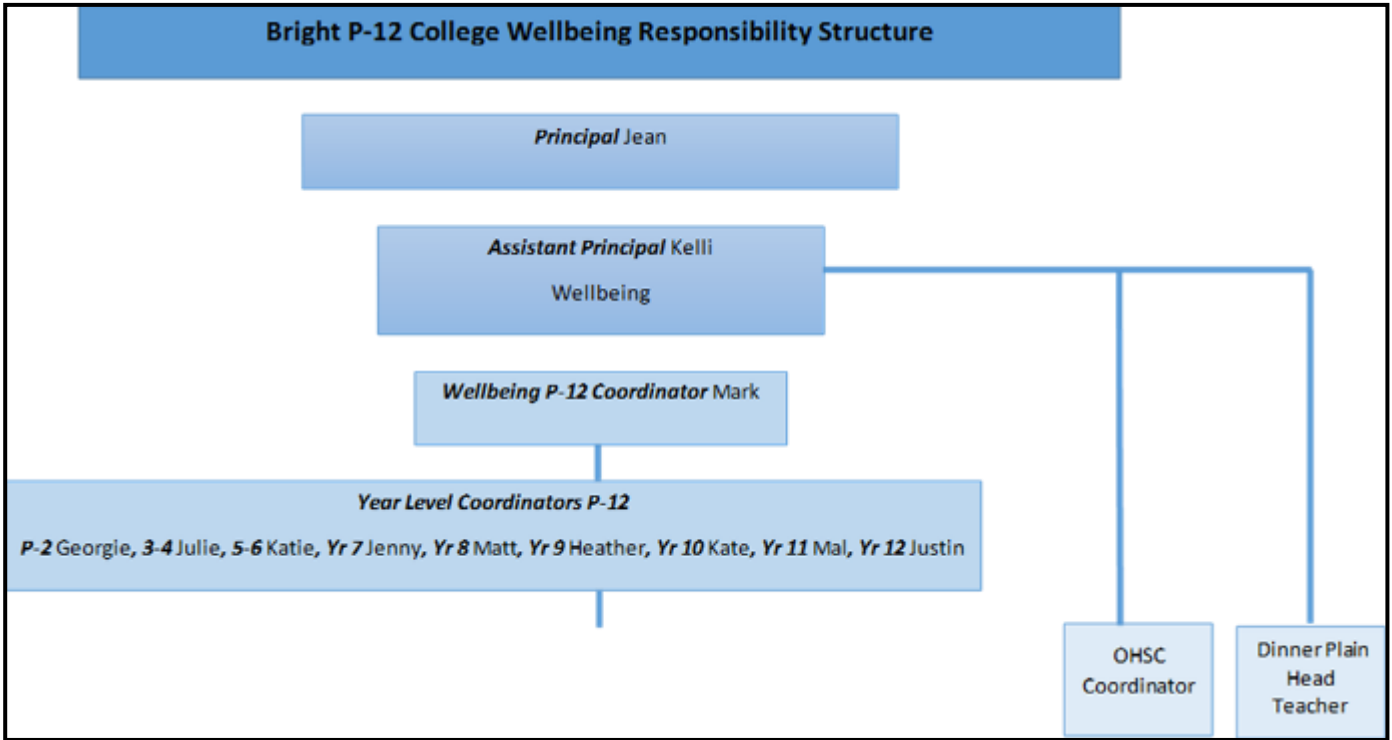 Bright P-12 College Wellbeing Responsibility Structure
Principal Jean
Assistant Principal Kelli
Wellbeing
Wellbeing P-12 Coordinator Mark
Year Level Coordinators P-12
P-2 Georgie, 3-4 Julie, 5-6 Katie, Yr 7 Jenny, Yr 8 Matt, Yr 9 Heather, Yr 10 Kate, Yr 11 Mal, Yr 12 Justin
OHSC
Coordinator
Dinner Plain
Head
Teacher